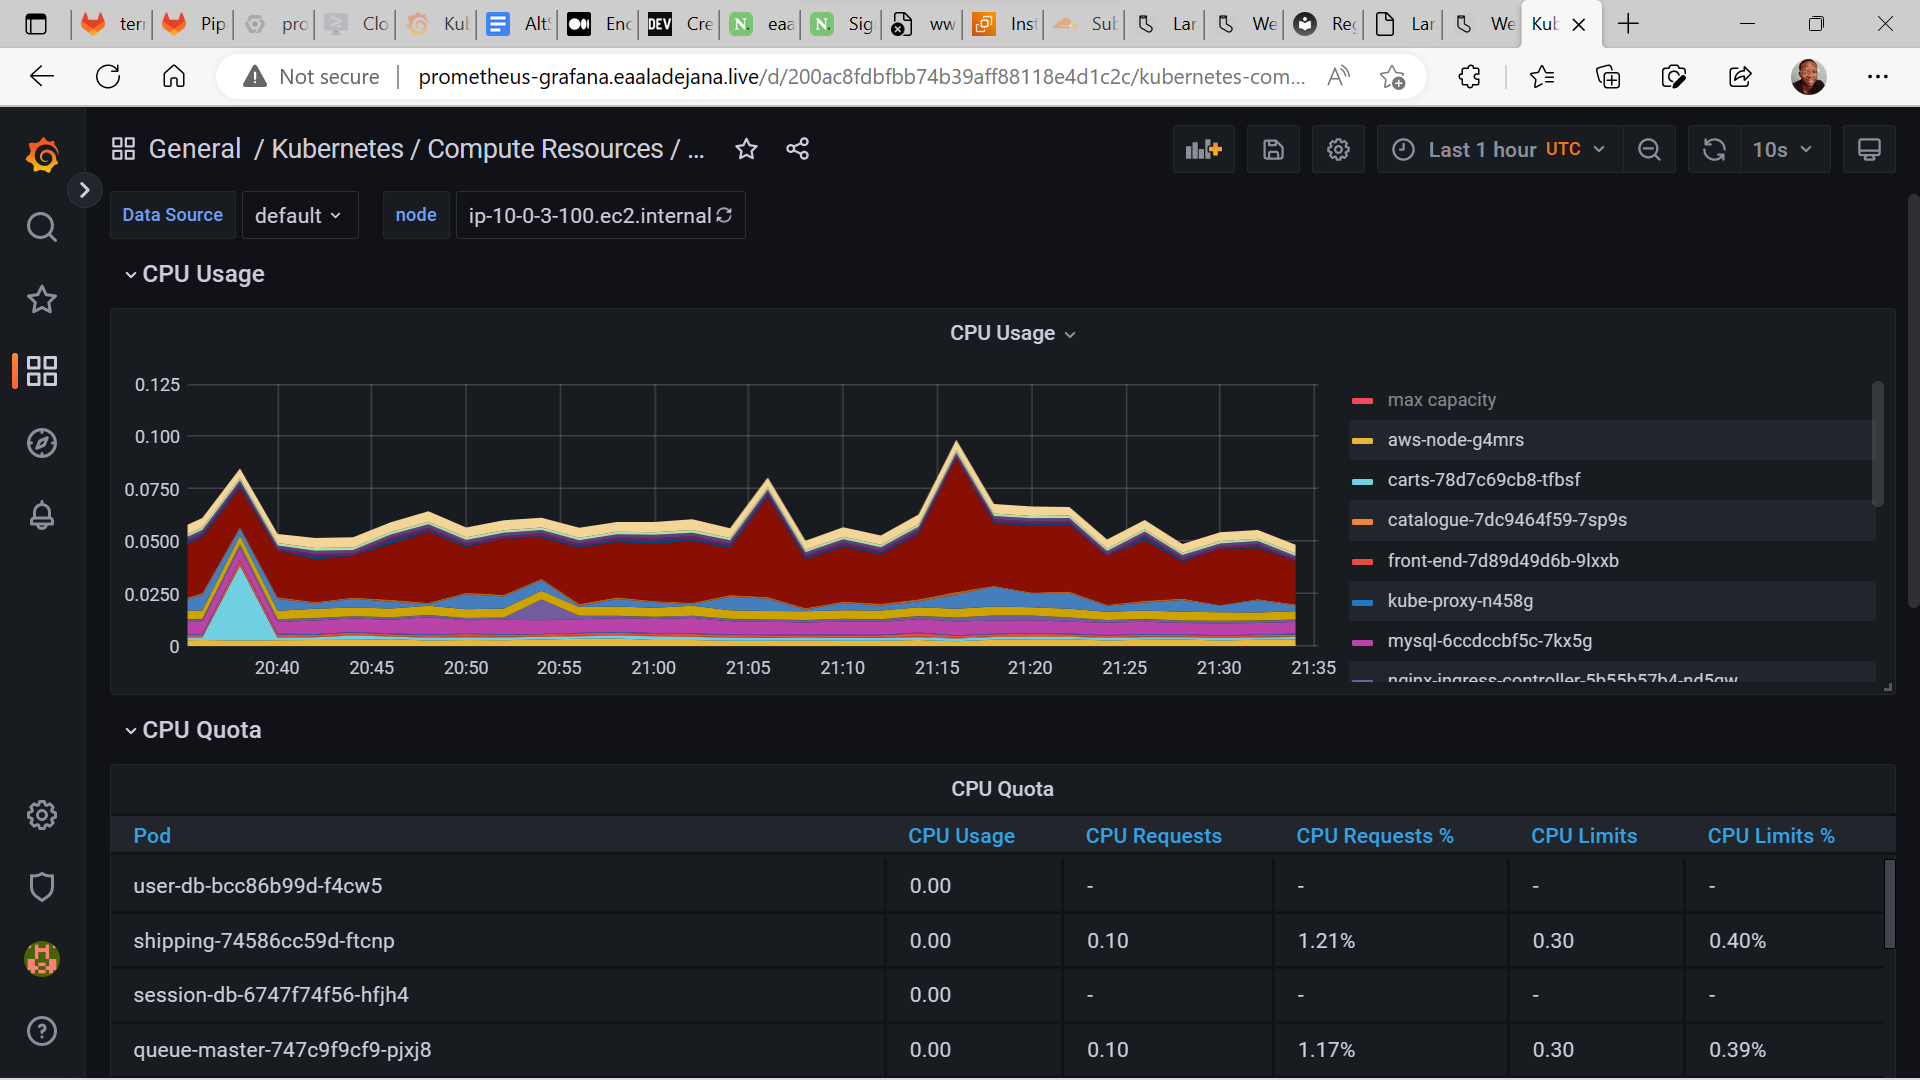 terr Pip pro Clo Kub Alt Enc DEV Cre N. eaa N. Sig ww Inst Sub Lar We Reg Lar We Kub
Not secure prometheus-grafana.eaaladejana.live/d/200ac8fdbfbb74b39aff88118e4d1c2c/kubernetes-com...
General / Kubernetes / Compute Resources / ... Last 1 hour UTC 10s
Data Source default node ip-10-0-3-100.ec2.internal
CPU Usage
CPU Usage
0.125
0.100
0.0750
0.0500
0.0250
0
20:40 20:45 20:50 20:55 21:00 21:05 21:10 21:15 21:20 21:25 21:30 21:35
max capacity
aws-node-g4mrs
carts-78d7c69cb8-tfbsf
catalogue-7dc9464f59-7sp9s
front-end-7d89d49d6b-9lxxb
kube-proxy-n458g
mysql-6ccdccbf5c-7kx5g
nginx-ingress-controller-5b55b57b4-nd5qw
CPU Quota
CPU Quota
Pod CPU Usage CPU Requests CPU Requests % CPU Limits CPU Limits %
user-db-bcc86b99d-f4cw5 0.00 - - - -
shipping-74586cc59d-ftcnp 0.00 0.10 1.21% 0.30 0.40%
session-db-6747f74f56-hfjh4 0.00 - - - -
queue-master-747c9f9cf9-pjxj8 0.00 0.10 1.17% 0.30 0.39%